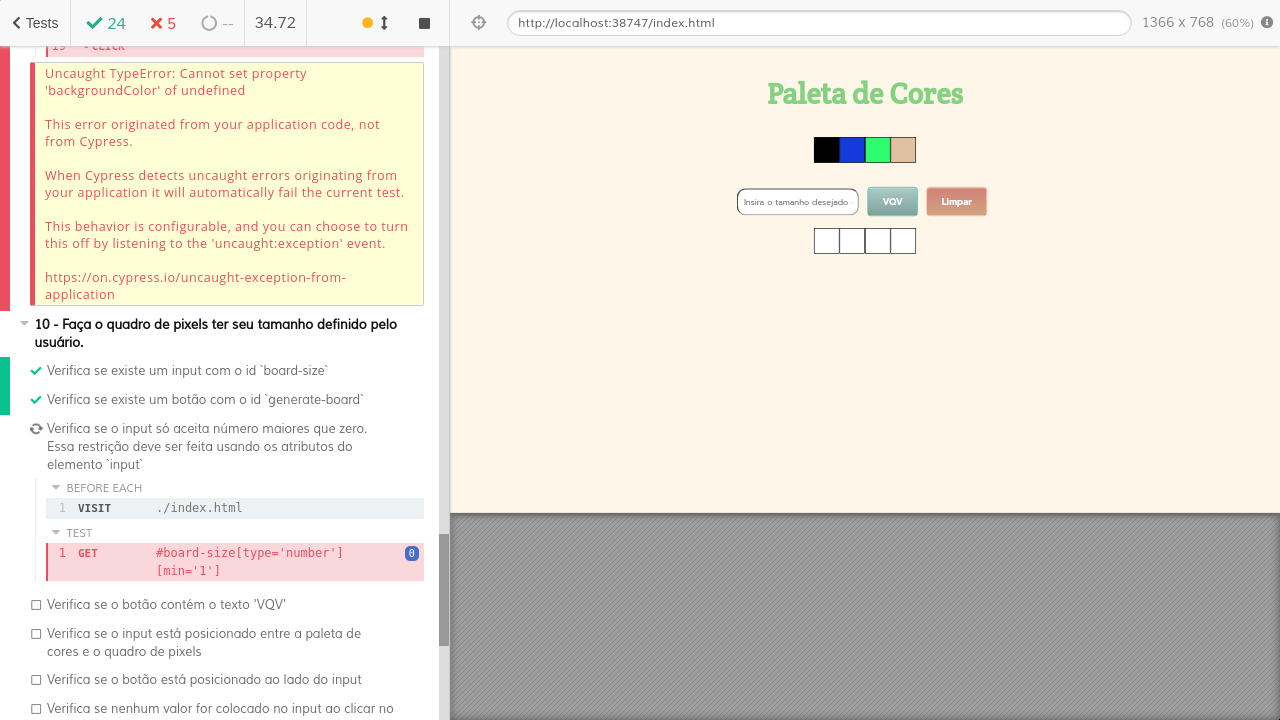 Tests
24
5
--
34.72
http://localhost:38747/index.html
1366 x 768 (60%)
19 - CLICK
Uncaught TypeError: Cannot set property
'backgroundColor' of undefined
This error originated from your application code, not
from Cypress.
When Cypress detects uncaught errors originating from
your application it will automatically fail the current test.
This behavior is configurable, and you can choose to turn
this off by listening to the 'uncaught:exception' event.
https://on.cypress.io/uncaught-exception-from-
application
10 - Faça o quadro de pixels ter seu tamanho definido pelo
usuário.
Verifica se existe um input com o id `board-size`
Verifica se existe um botão com o id `generate-board`
Verifica se o input só aceita número maiores que zero.
Essa restrição deve ser feita usando os atributos do
elemento `input`
BEFORE EACH
1 VISIT ./index.html
TEST
1 GET #board-size[type='number'] 0
[min='1']
Verifica se o botão contém o texto 'VQV'
Verifica se o input está posicionado entre a paleta de
cores e o quadro de pixels
Verifica se o botão está posicionado ao lado do input
Verifica se nenhum valor for colocado no input ao clicar no
Paleta de Cores
Insira o tamanho desejado
VQV
Limpar